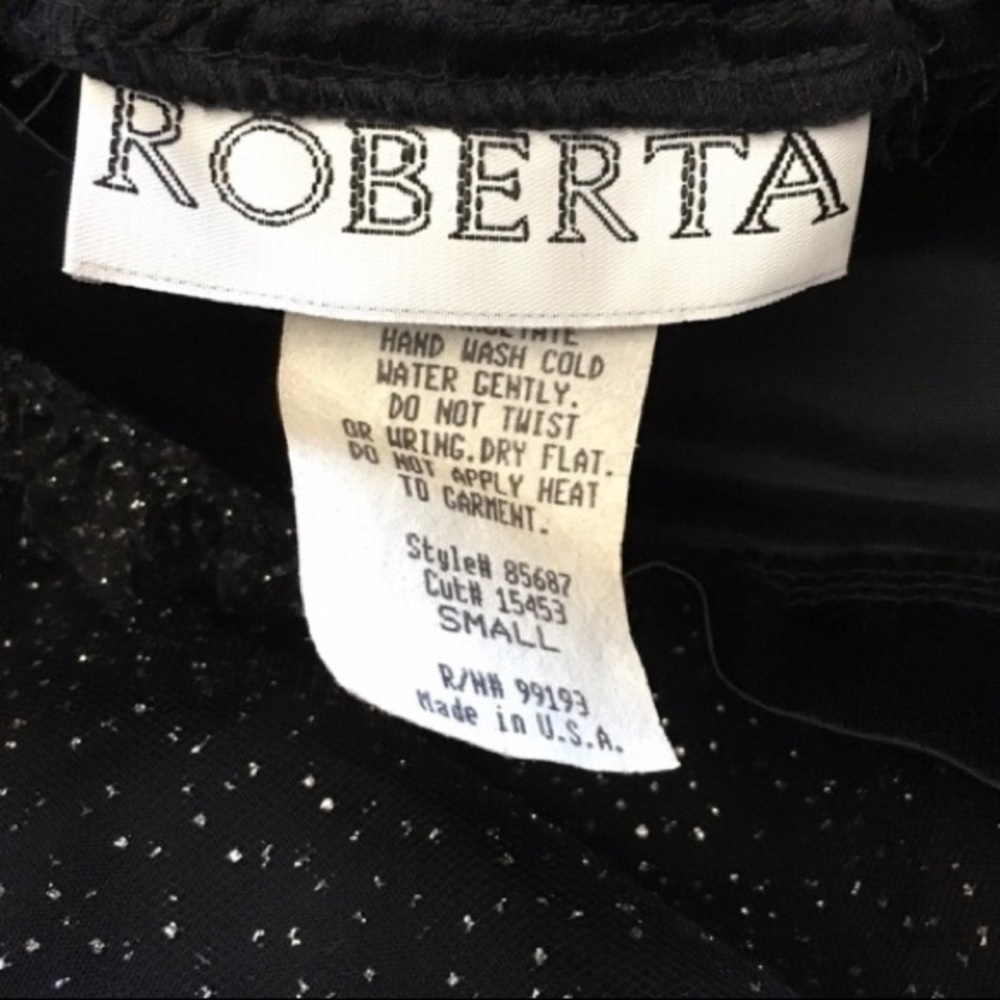 ROBERTA
HAND WASH COLD
WATER GENTLY.
DO NOT TWIST
OR WRING.DRY FLAT.
DO NOT APPLY HEAT
TO GARMENT.
Style# 85687
Cut# 15453
SMALL
R/N# 99193
Made in U.S.A.